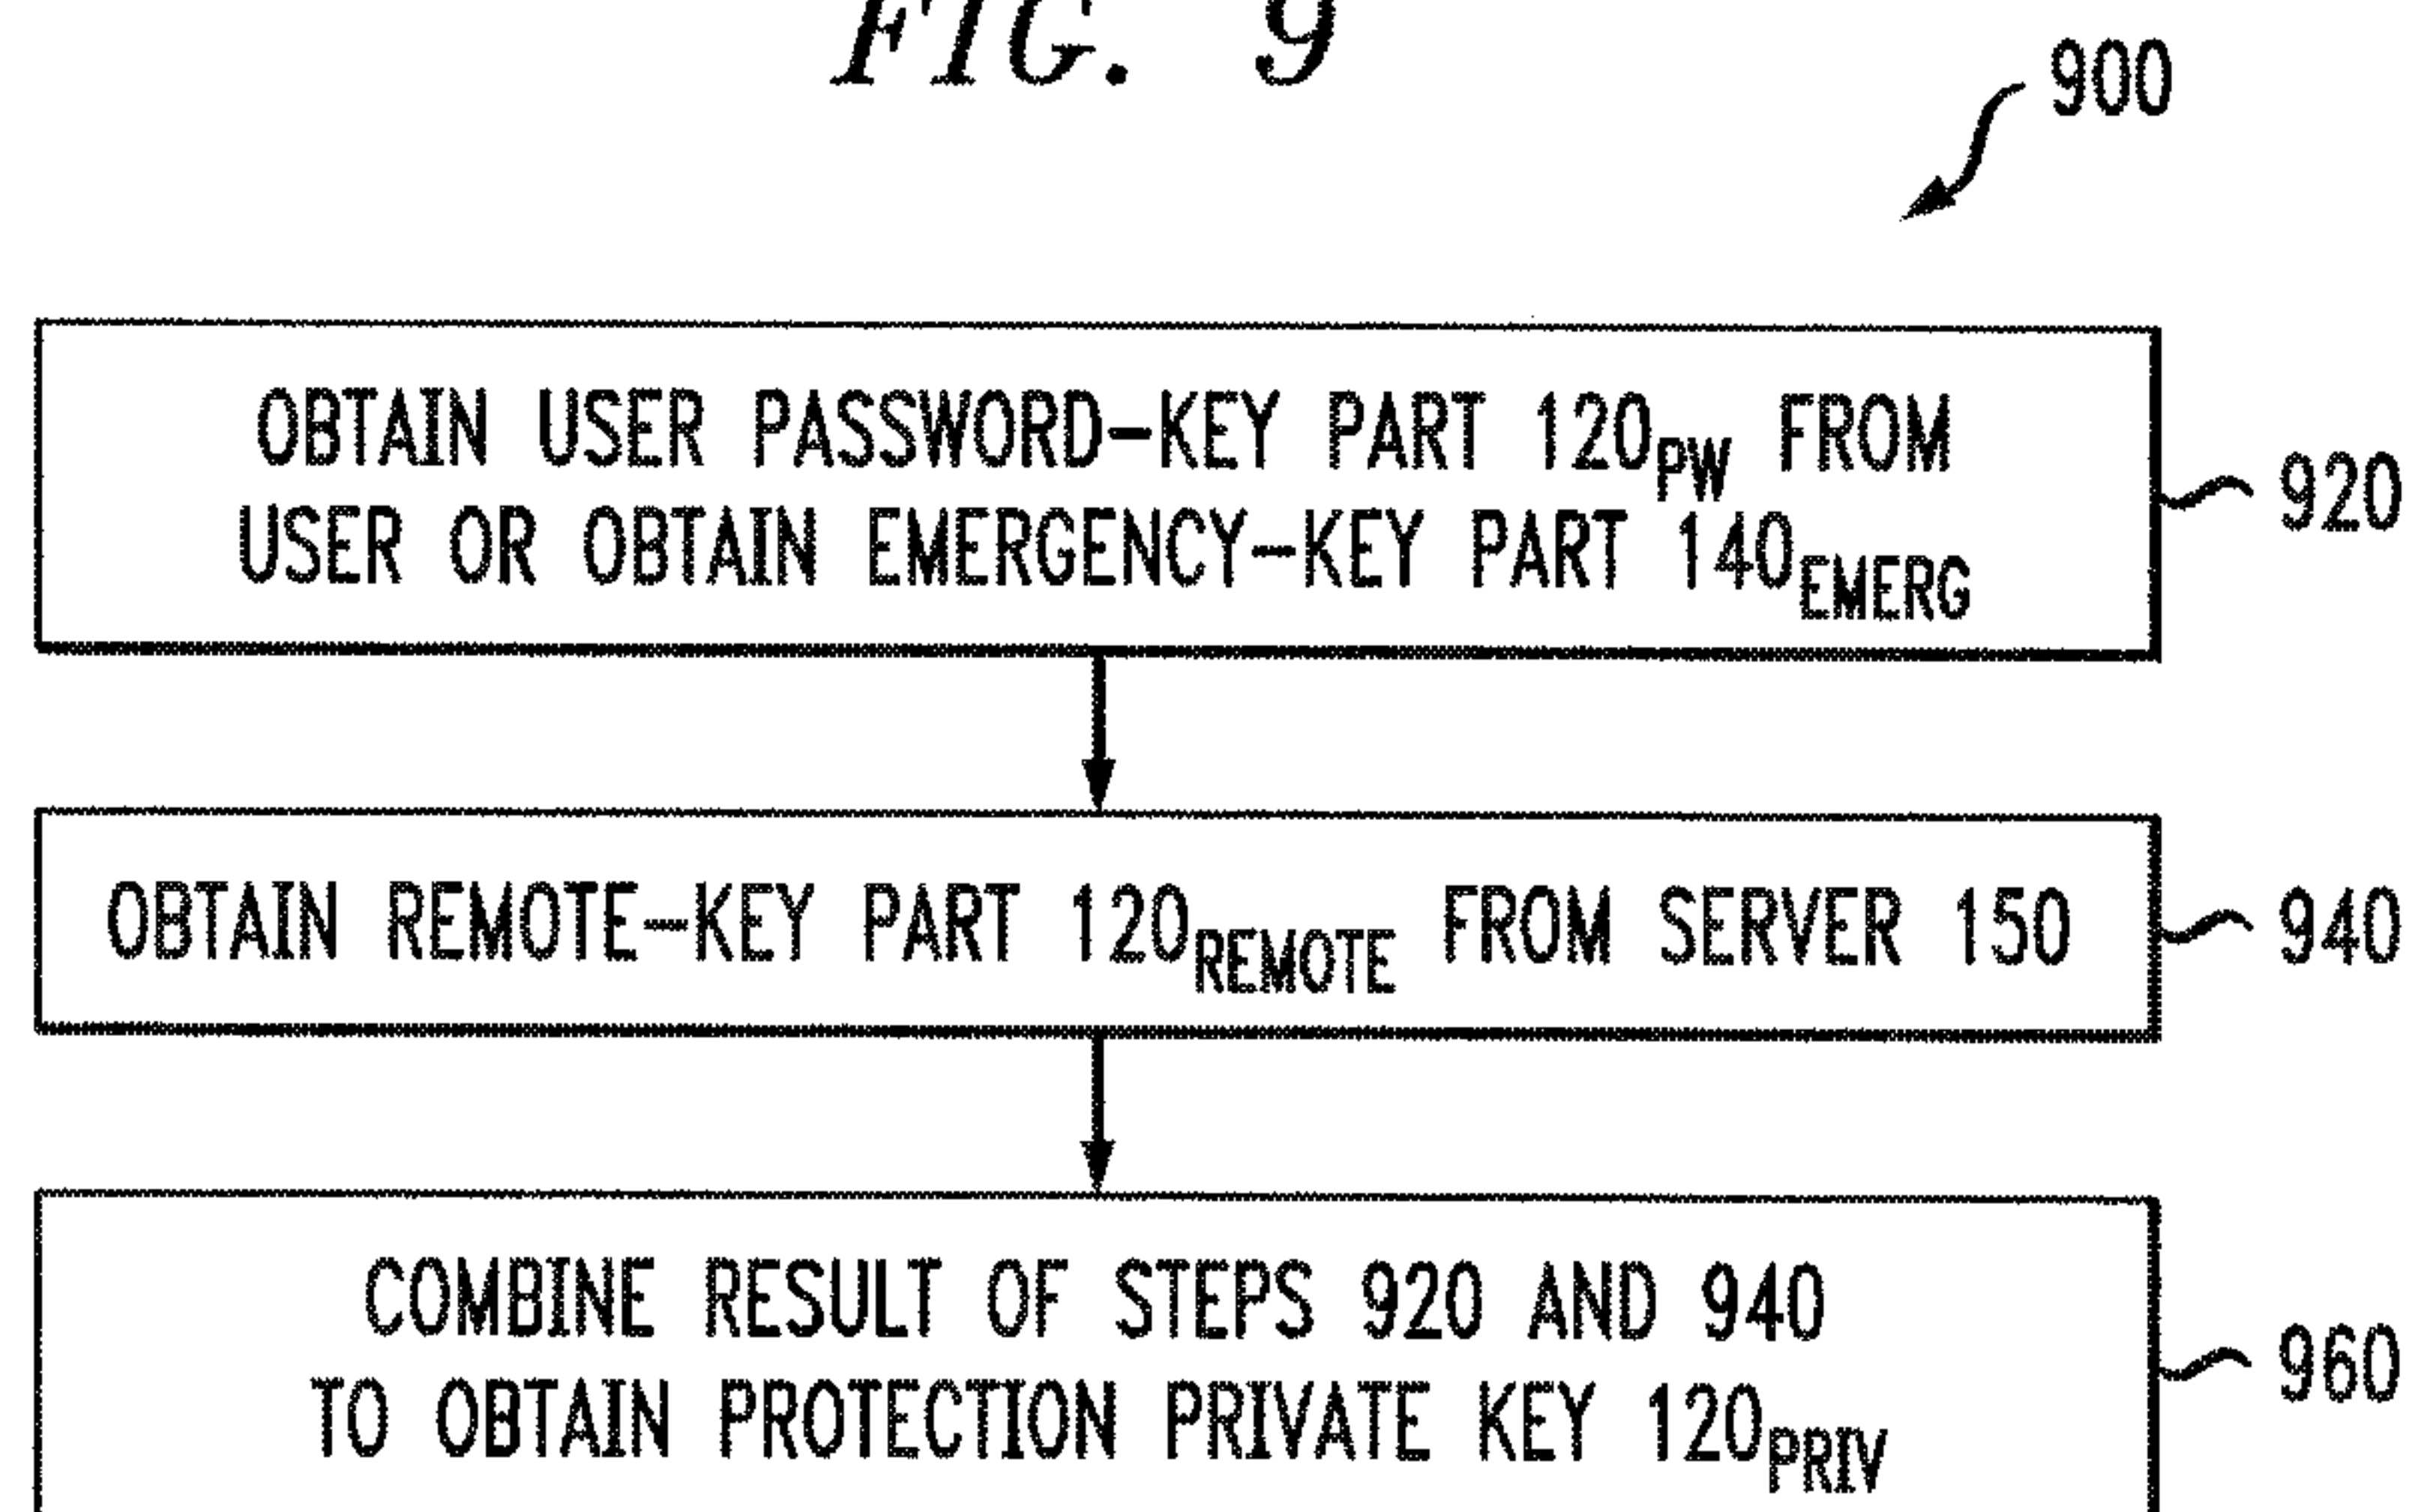 FIG. 9
900
OBTAIN USER PASSWORD-KEY PART 120PW FROM
USER OR OBTAIN EMERGENCY-KEY PART 140EMERG
920
OBTAIN REMOTE-KEY PART 120REMOTE FROM SERVER 150
940
COMBINE RESULT OF STEPS 920 AND 940
TO OBTAIN PROTECTION PRIVATE KEY 120PRIV
960